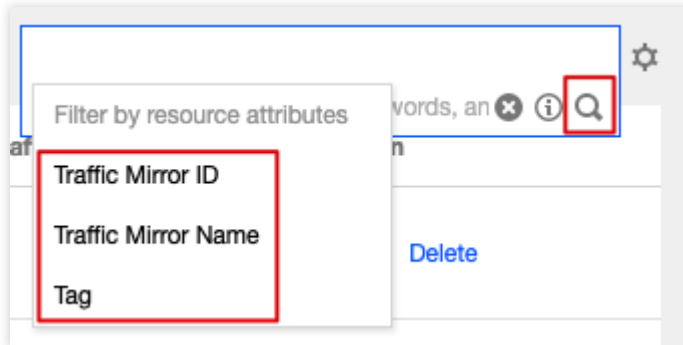 words, an
Filter by resource attributes
Traffic Mirror ID
Traffic Mirror Name
Delete
Tag